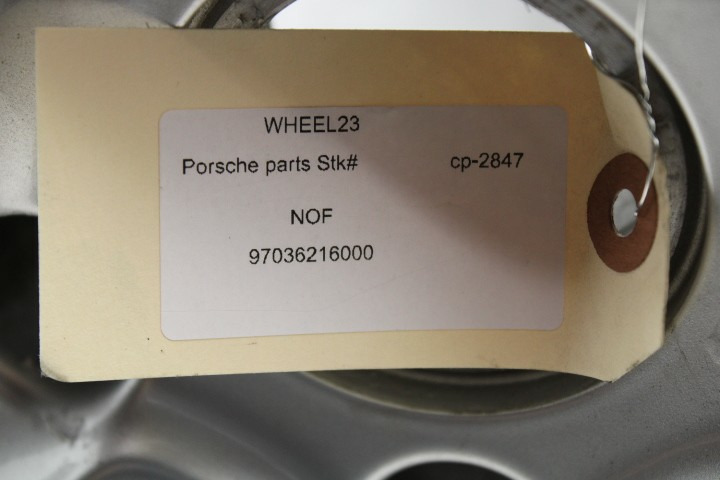 WHEEL23
Porsche parts Stk# cp-2847
NOF
97036216000